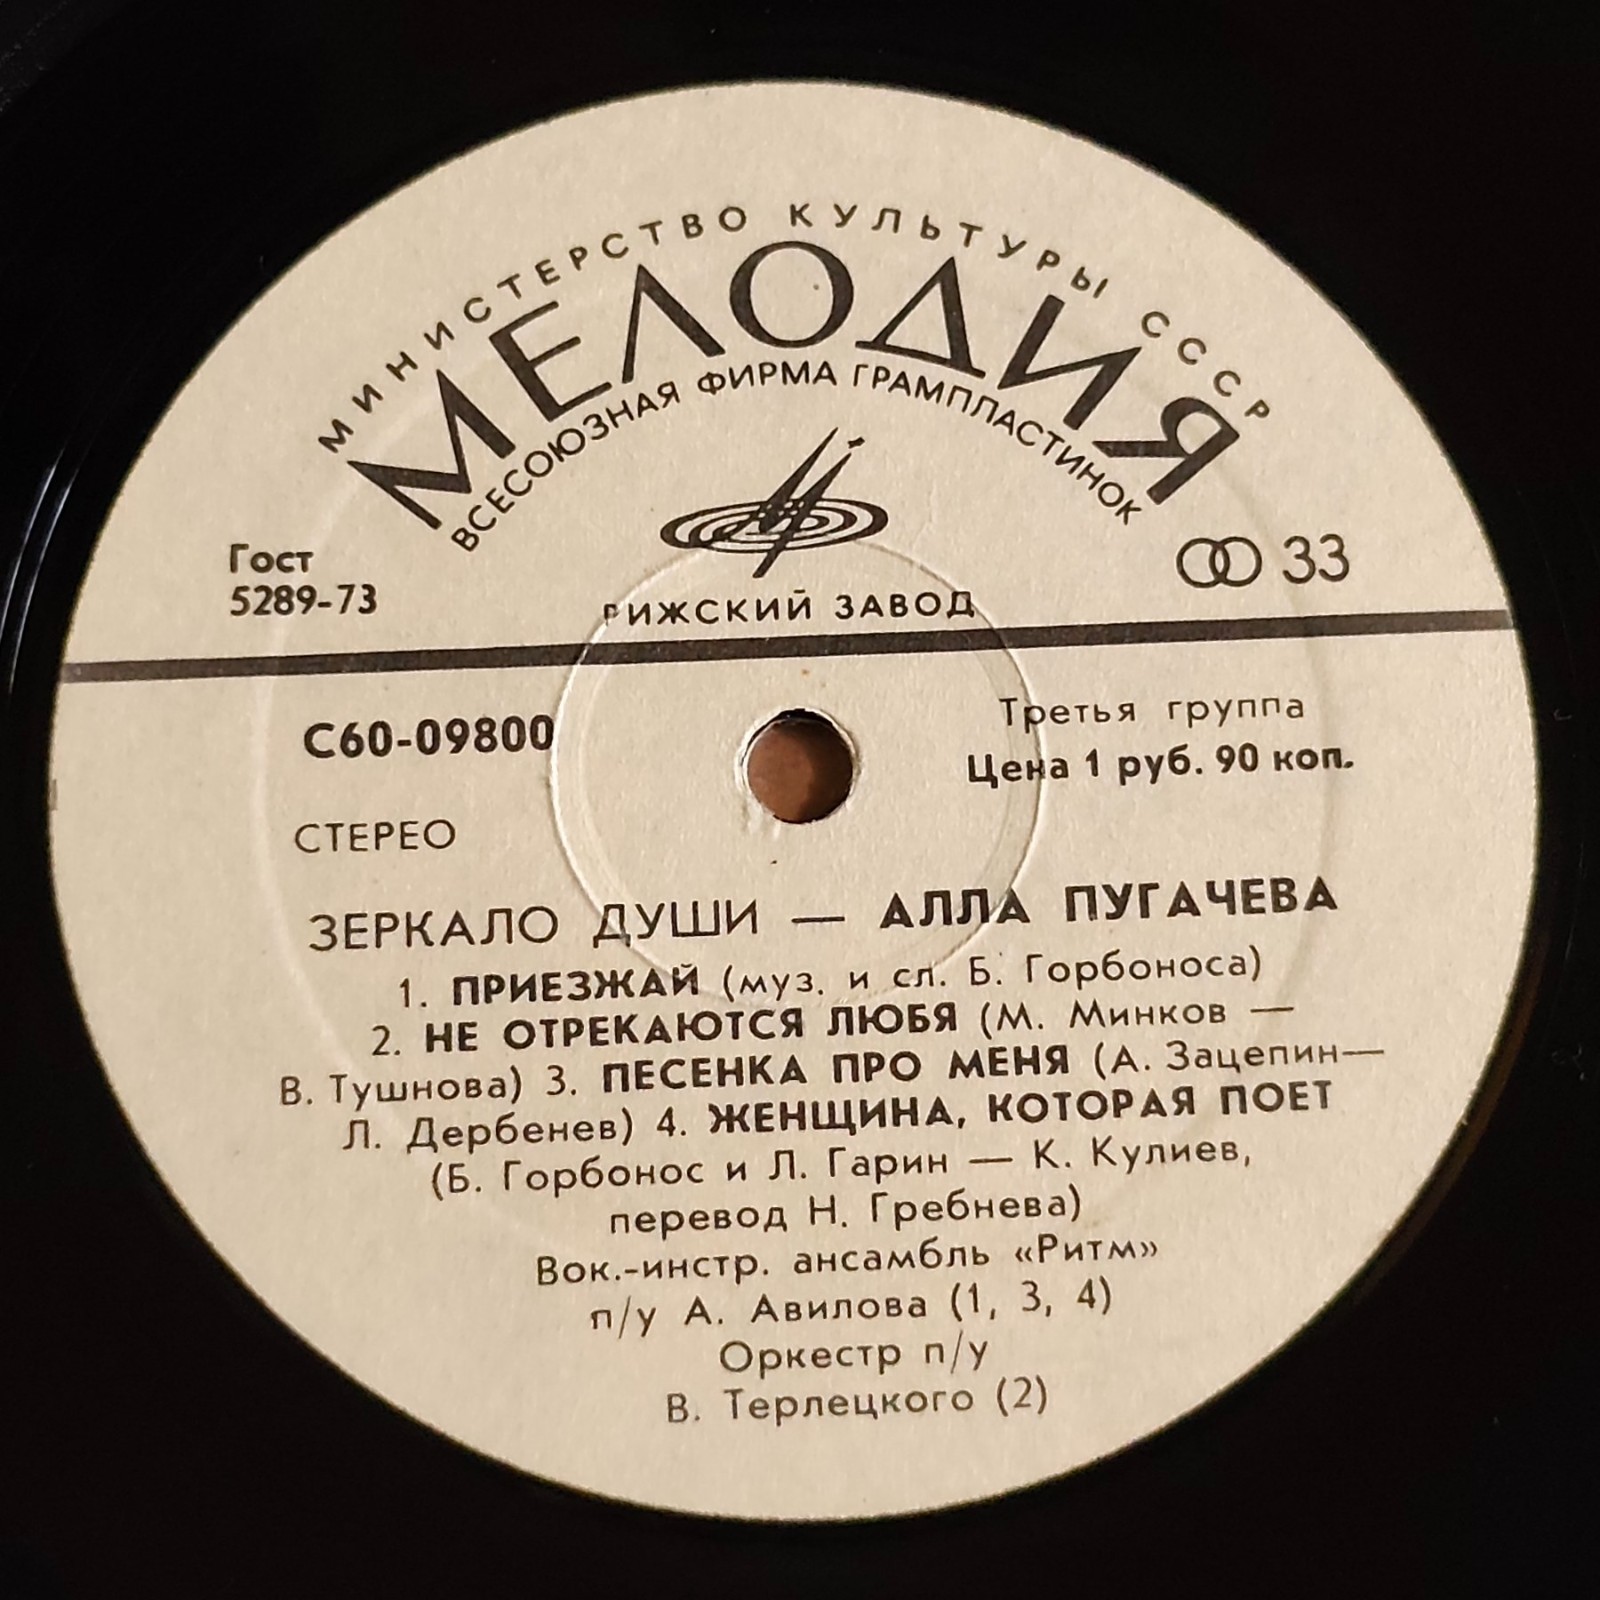 МИНИСТЕРСТВО КУЛЬТУРЫ СССР
МЕЛОДИЯ
ВСЕСОЮЗНАЯ ФИРМА ГРАМПЛАСТИНОК
Гост
5289-73
33
РИЖСКИЙ ЗАВОД
С60-09800
Третья группа
Цена 1 руб. 90 коп.
СТЕРЕО
ЗЕРКАЛО ДУШИ — АЛЛА ПУГАЧЕВА
1. ПРИЕЗЖАЙ (муз. и сл. Б. Горбоноса)
2. НЕ ОТРЕКАЮТСЯ ЛЮБЯ (М. Минков —
В. Тушнова) 3. ПЕСЕНКА ПРО МЕНЯ (А. Зацепин—
Л. Дербенев) 4. ЖЕНЩИНА, КОТОРАЯ ПОЕТ
(Б. Горбонос и Л. Гарин — К. Кулиев,
перевод Н. Гребнева)
Вок.-инстр. ансамбль «Ритм»
п/у А. Авилова (1, 3, 4)
Оркестр п/у
В. Терлецкого (2)